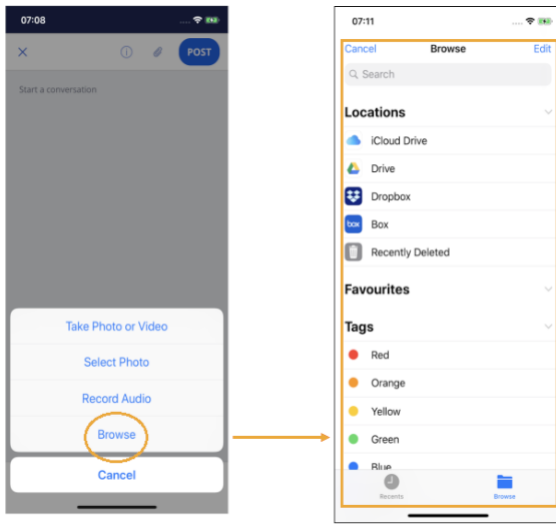 07:08
POST
Start a conversation
Take Photo or Video
Select Photo
Record Audio
Browse
Cancel
07:11
Cancel Browse Edit
Search
Locations
iCloud Drive
Drive
Dropbox
box Box
Recently Deleted
Favourites
Tags
Red
Orange
Yellow
Green
Blue
Recents Browse